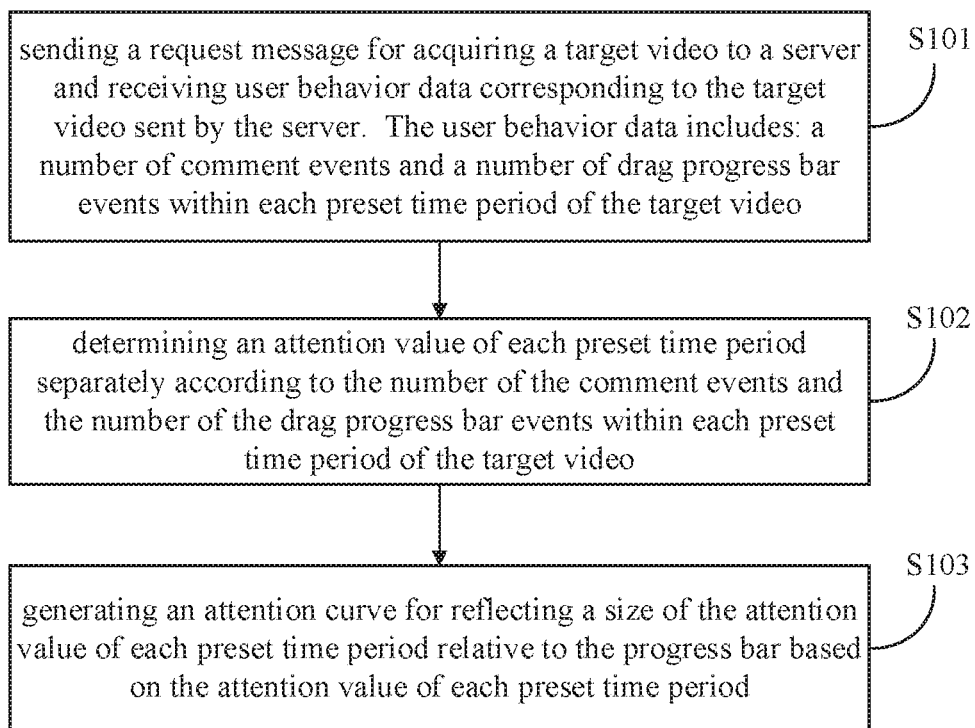 sending a request message for acquiring a target video to a server
and receiving user behavior data corresponding to the target
video sent by the server. The user behavior data includes: a
number of comment events and a number of drag progress bar
events within each preset time period of the target video
S101
determining an attention value of each preset time period
separately according to the number of the comment events and
the number of the drag progress bar events within each preset
time period of the target video
S102
generating an attention curve for reflecting a size of the attention
value of each preset time period relative to the progress bar based
on the attention value of each preset time period
S103